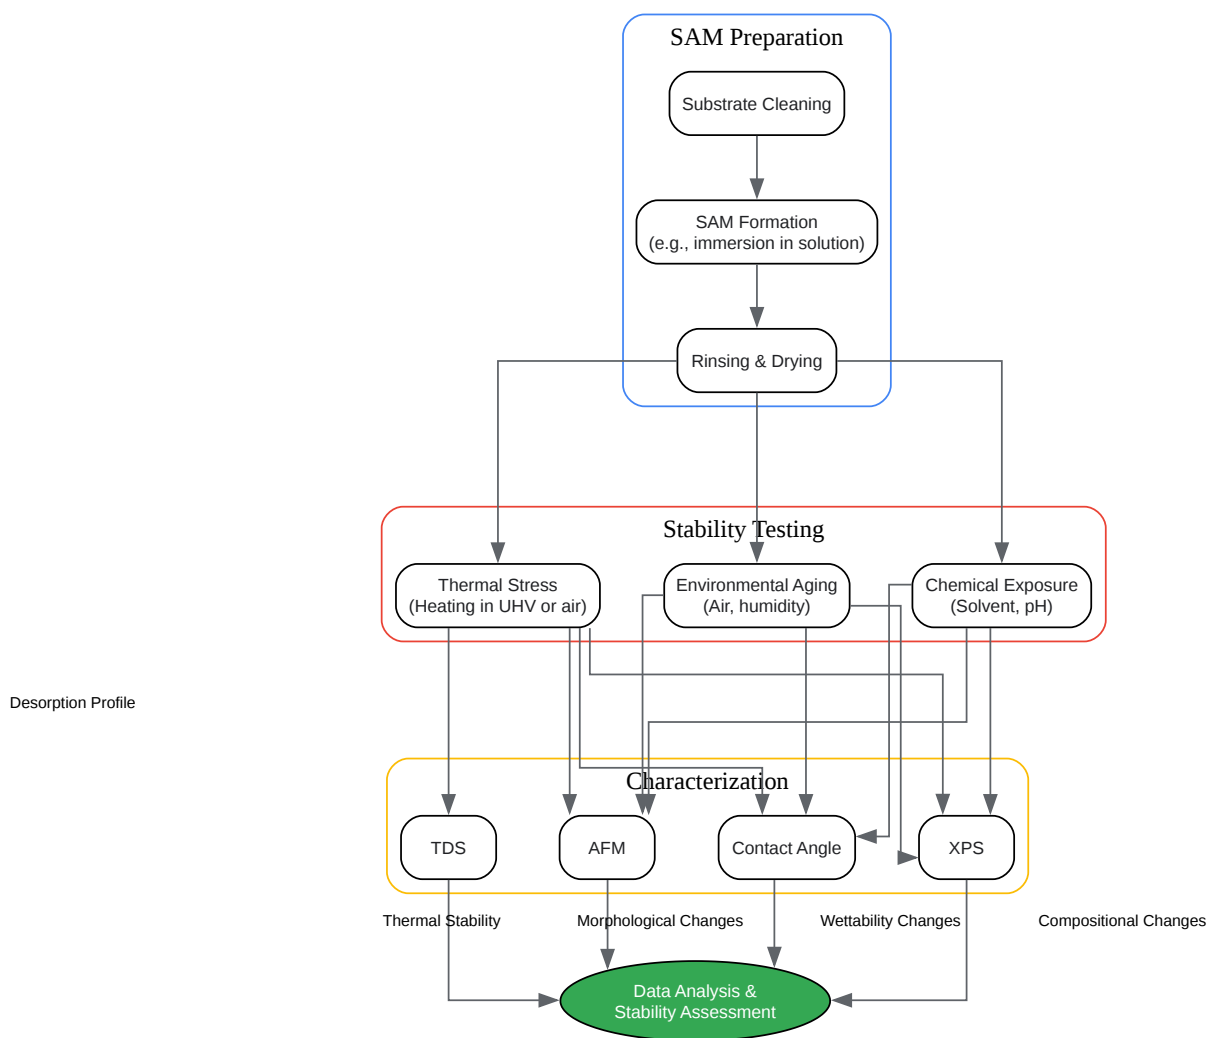 SAM Preparation
Substrate Cleaning
SAM Formation
(e.g., immersion in solution)
Rinsing & Drying
Stability Testing
Thermal Stress
(Heating in UHV or air)
Environmental Aging
(Air, humidity)
Chemical Exposure
(Solvent, pH)
Desorption Profile
Characterization
TDS
AFM
Contact Angle
XPS
Thermal Stability
Morphological Changes
Wettability Changes
Compositional Changes
Data Analysis &
Stability Assessment